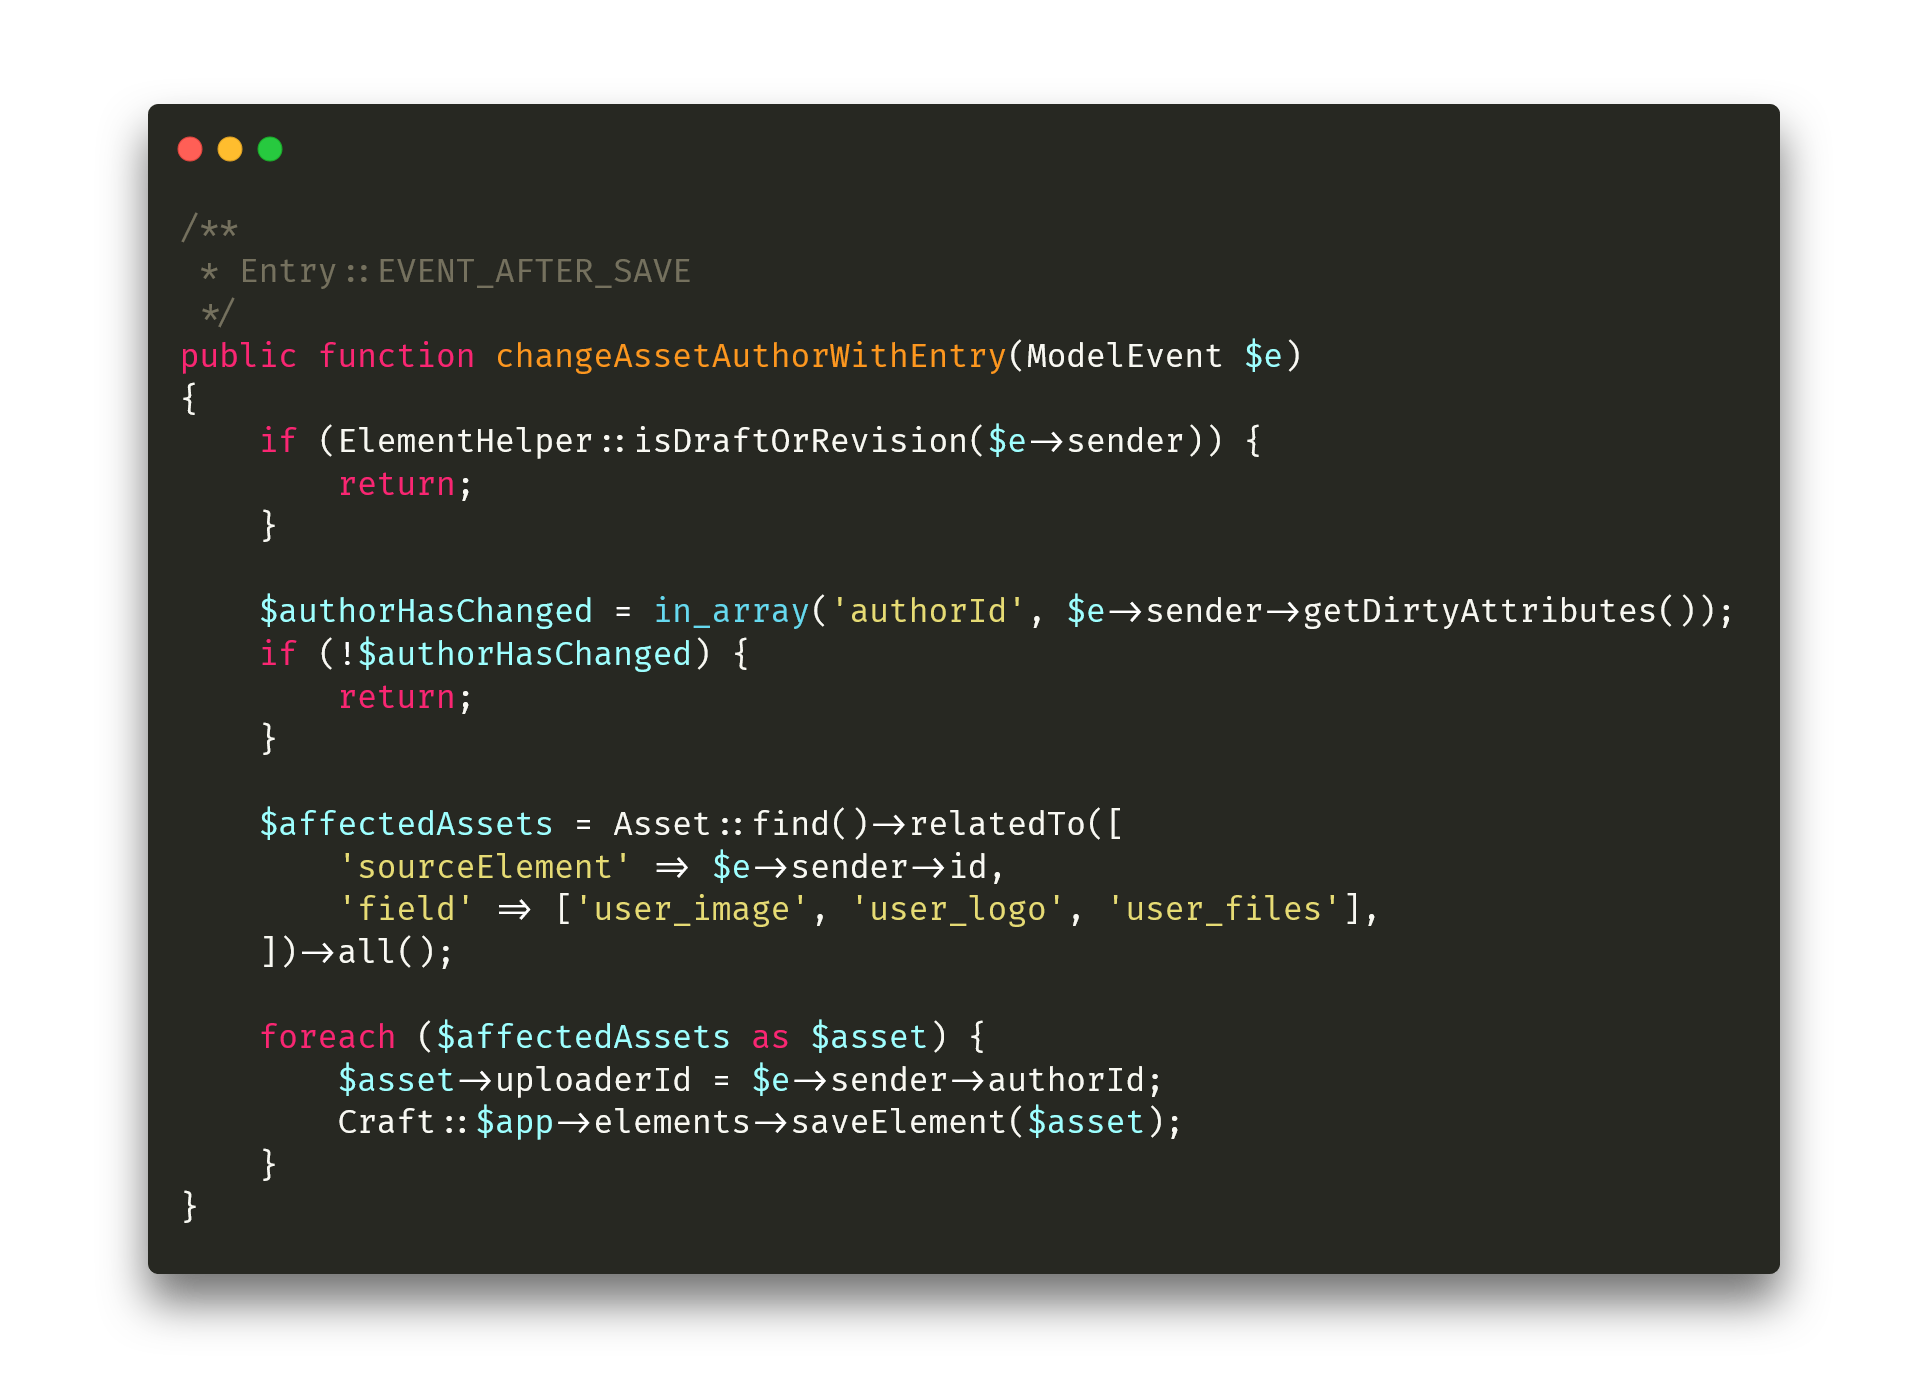 /**
 * Entry::EVENT_AFTER_SAVE
 */
public function changeAssetAuthorWithEntry(ModelEvent $e)
{
    if (ElementHelper::isDraftOrRevision($e->sender)) {
        return;
    }

    $authorHasChanged = in_array('authorId', $e->sender->getDirtyAttributes());
    if (!$authorHasChanged) {
        return;
    }

    $affectedAssets = Asset::find()->relatedTo([
        'sourceElement' => $e->sender->id,
        'field' => ['user_image', 'user_logo', 'user_files'],
    ])->all();

    foreach ($affectedAssets as $asset) {
        $asset->uploaderId = $e->sender->authorId;
        Craft::$app->elements->saveElement($asset);
    }
}